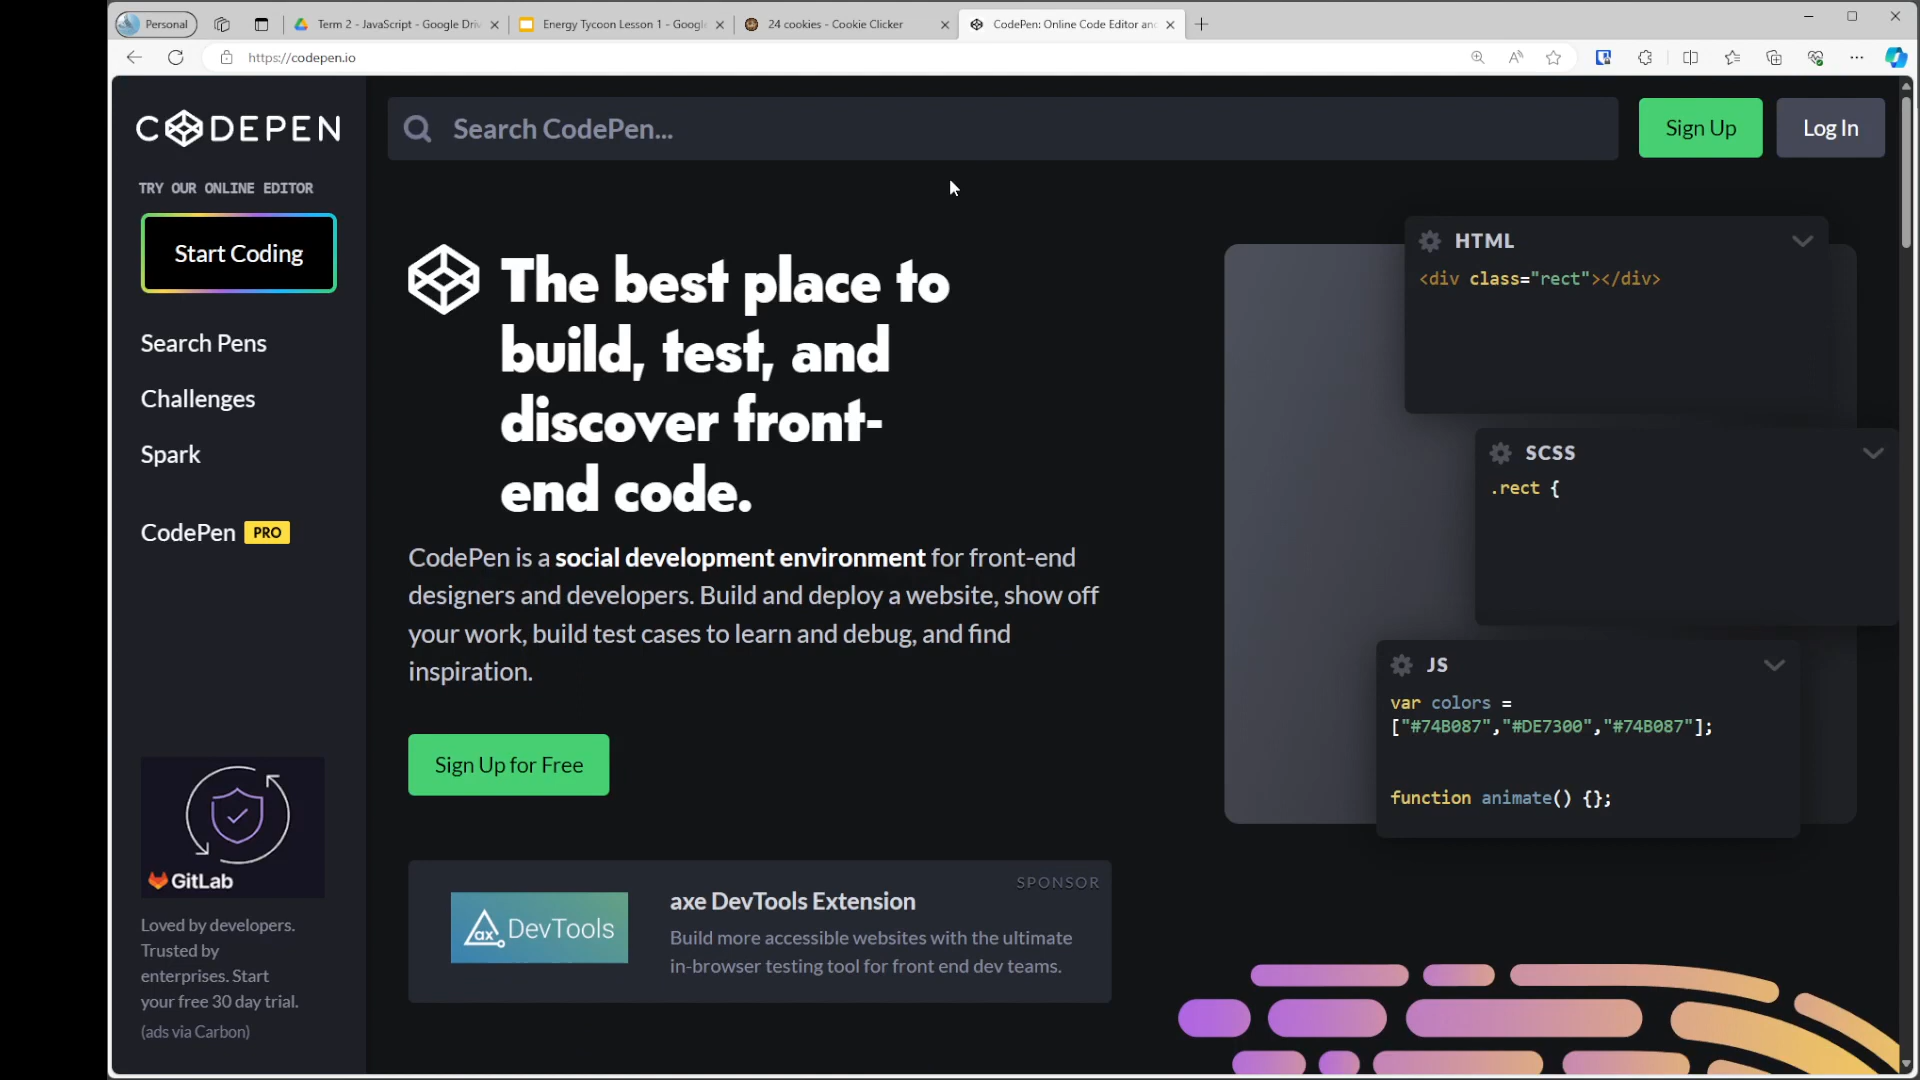 Personal
Term 2 - JavaScript - Google Driv
Energy Tycoon Lesson 1 - Google
24 cookies - Cookie Clicker
CodePen: Online Code Editor and
https://codepen.io
CODEPEN
Search CodePen...
Sign Up
Log In
TRY OUR ONLINE EDITOR
Start Coding
Search Pens
Challenges
Spark
CodePen PRO
The best place to
build, test, and
discover front-
end code.
CodePen is a social development environment for front-end
designers and developers. Build and deploy a website, show off
your work, build test cases to learn and debug, and find
inspiration.
Sign Up for Free
HTML
<div class="rect"></div>
SCSS
.rect {
JS
var colors =
["#74B087","#DE7300","#74B087"];
function animate() {};
GitLab
Loved by developers.
Trusted by
enterprises. Start
your free 30 day trial.
(ads via Carbon)
SPONSOR
ax DevTools
axe DevTools Extension
Build more accessible websites with the ultimate
in-browser testing tool for front end dev teams.